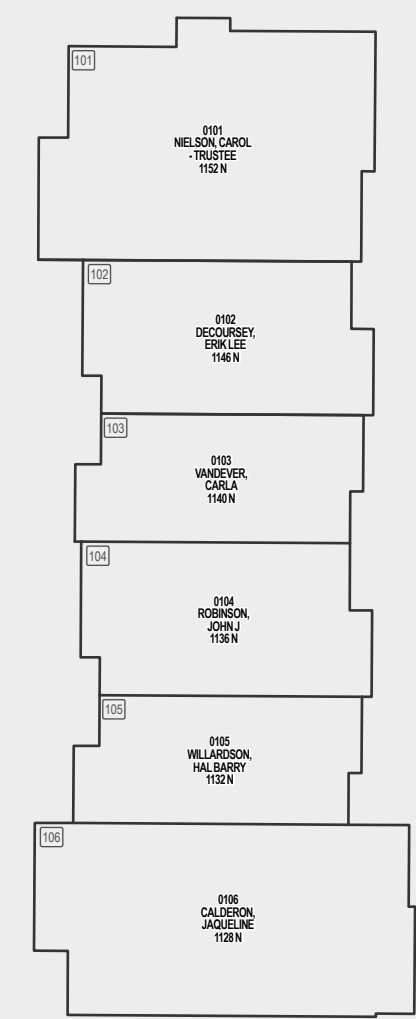 101
0101
NIELSON, CAROL
- TRUSTEE
1152 N
102
0102
DECOURSEY,
ERIK LEE
1146 N
103
0103
VANDEVER,
CARLA
1140 N
104
0104
ROBINSON,
JOHN J
1136 N
105
0105
WILLARDSON,
HAL BARRY
1132 N
106
0106
CALDERON,
JAQUELINE
1128 N